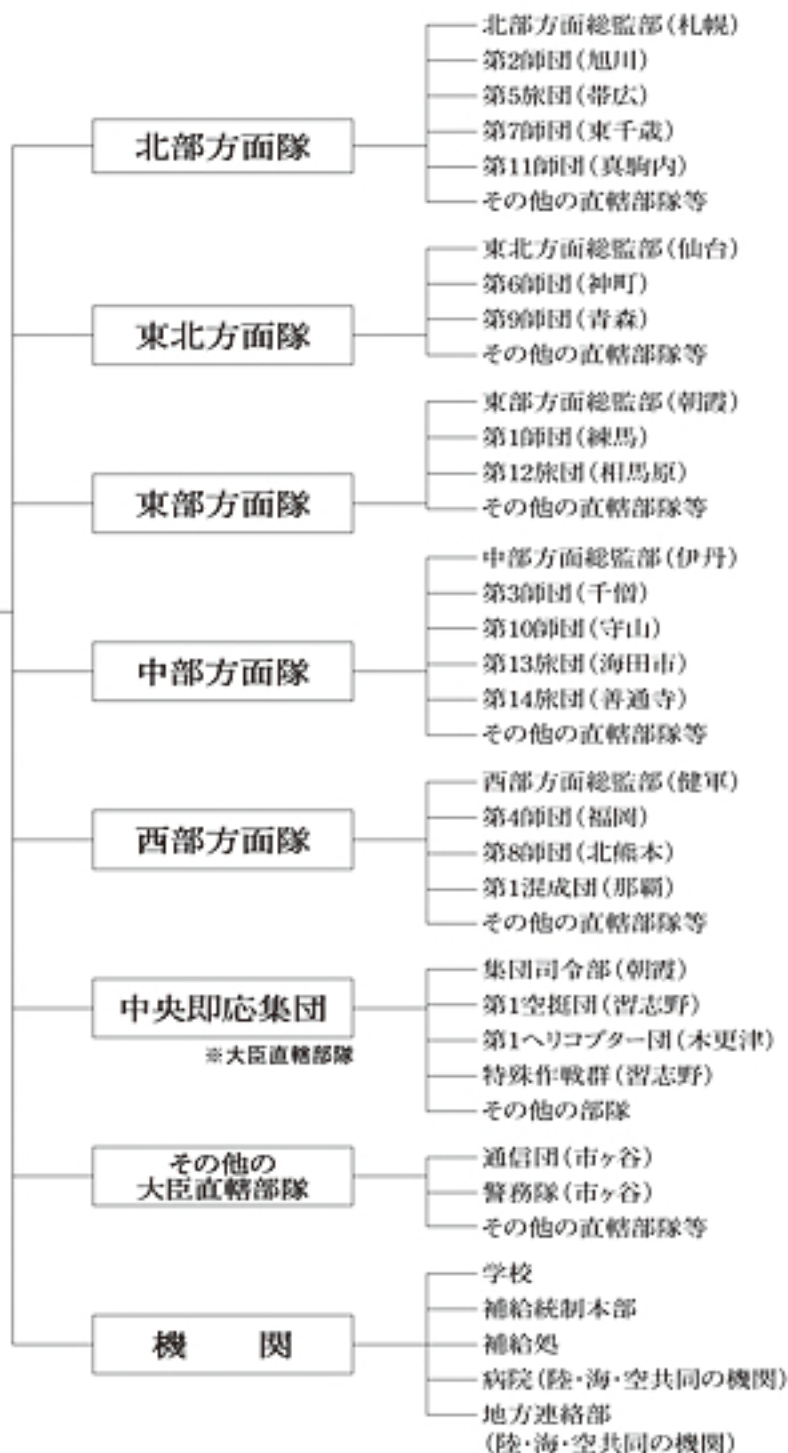 北部方面隊
北部方面総監部(札幌)
第2師団(旭川)
第5旅団(帯広)
第7師団(東千歳)
第11師団(真駒内)
その他の直轄部隊等
東北方面隊
東北方面総監部(仙台)
第6師団(神町)
第9師団(青森)
その他の直轄部隊等
東部方面隊
東部方面総監部(朝霞)
第1師団(練馬)
第12旅団(相馬原)
その他の直轄部隊等
中部方面隊
中部方面総監部(伊丹)
第3師団(千僧)
第10師団(守山)
第13旅団(海田市)
第14旅団(善通寺)
その他の直轄部隊等
西部方面隊
西部方面総監部(健軍)
第4師団(福岡)
第8師団(北熊本)
第1混成団(那覇)
その他の直轄部隊等
中央即応集団
※大臣直轄部隊
集団司令部(朝霞)
第1空挺団(習志野)
第1ヘリコプター団(木更津)
特殊作戦群(習志野)
その他の部隊
その他の
大臣直轄部隊
通信団(市ヶ谷)
警務隊(市ヶ谷)
その他の直轄部隊等
機　関
学校
補給統制本部
補給処
病院(陸・海・空共同の機関)
地方連絡部
(陸・海・空共同の機関)